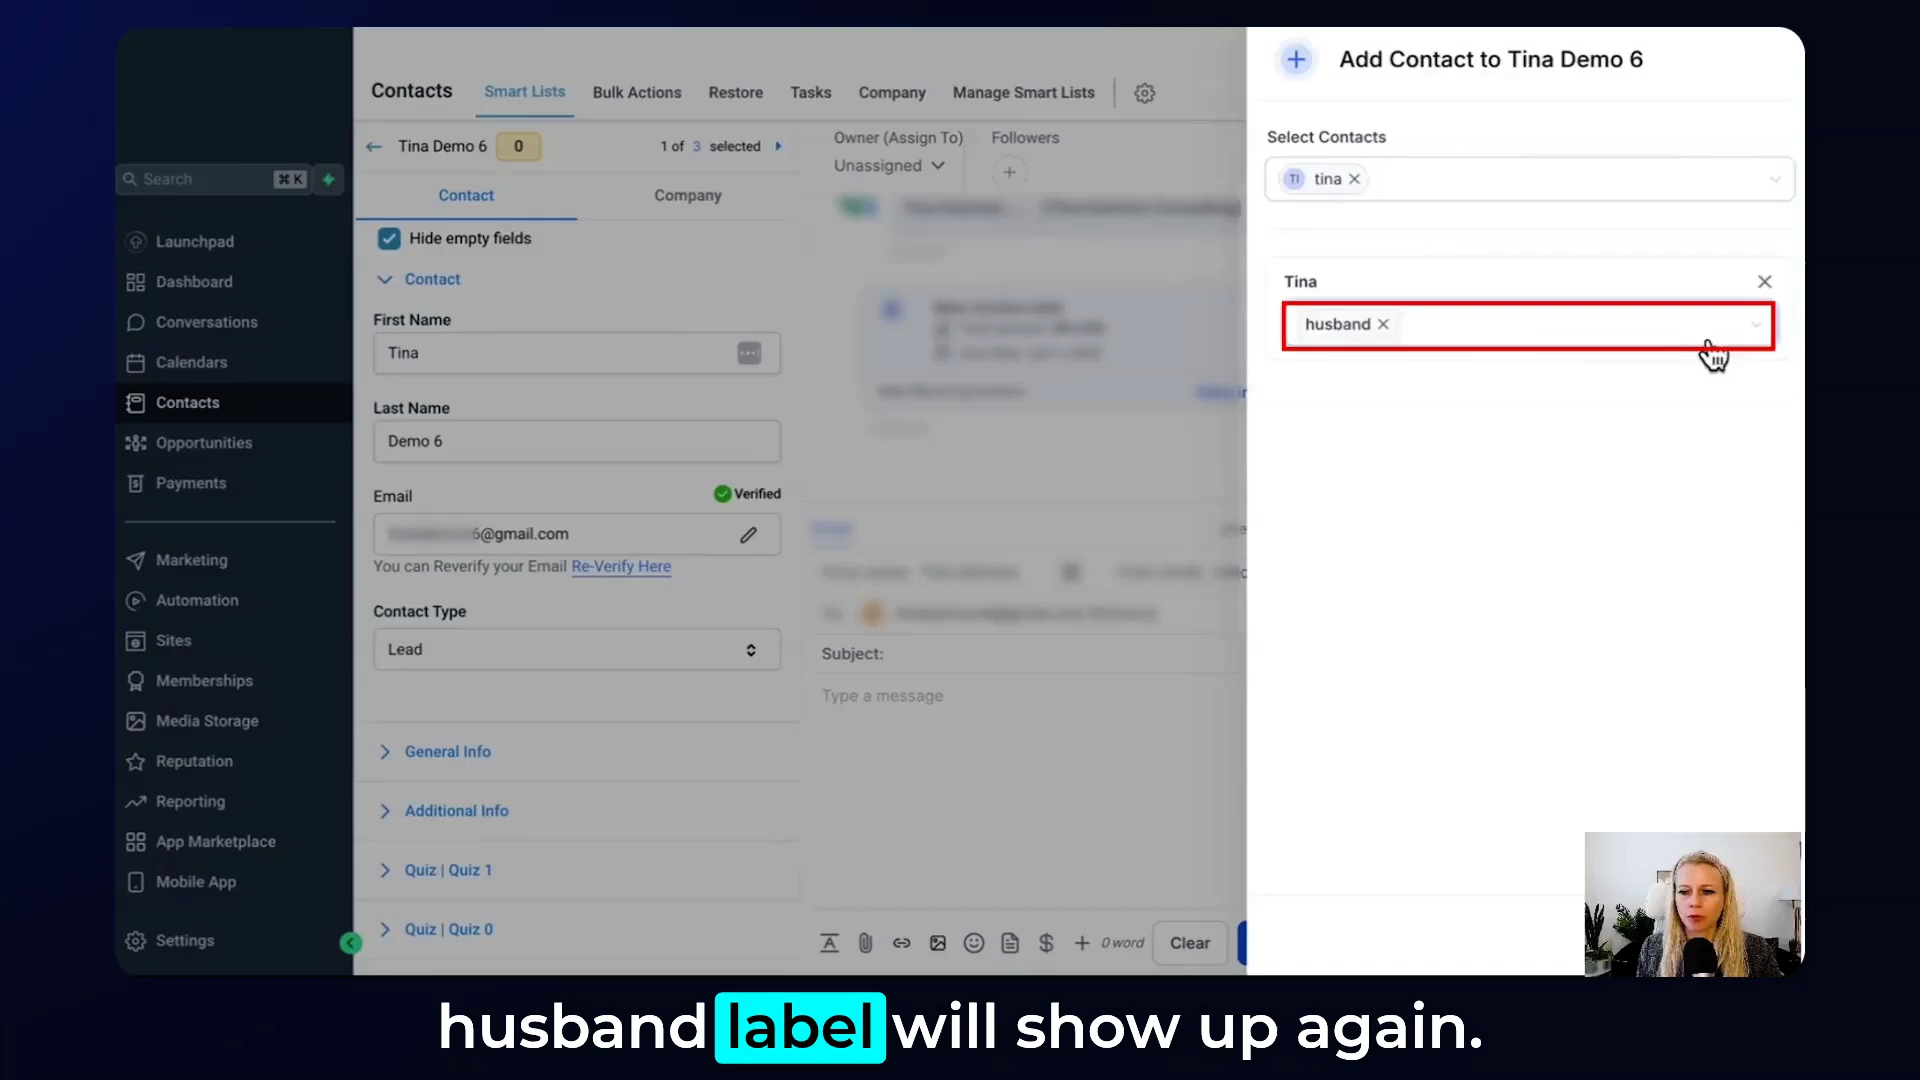 Search
⌘ K
Launchpad
Dashboard
Conversations
Calendars
Contacts
Opportunities
Payments
Marketing
Automation
Sites
Memberships
Media Storage
Reputation
Reporting
App Marketplace
Mobile App
Settings
Contacts
Smart Lists
Bulk Actions
Restore
Tasks
Company
Manage Smart Lists
Tina Demo 6
0
1 of 3 selected
Contact
Company
Hide empty fields
Contact
First Name
Tina
Last Name
Demo 6
Email
Verified
6@gmail.com
You can Reverify your Email Re-Verify Here
Contact Type
Lead
General Info
Additional Info
Quiz | Quiz 1
Quiz | Quiz 0
Owner (Assign To)
Followers
Unassigned
Subject:
Type a message
0 word
Clear
Add Contact to Tina Demo 6
Select Contacts
TI
tina
Tina
husband
husband label will show up again.